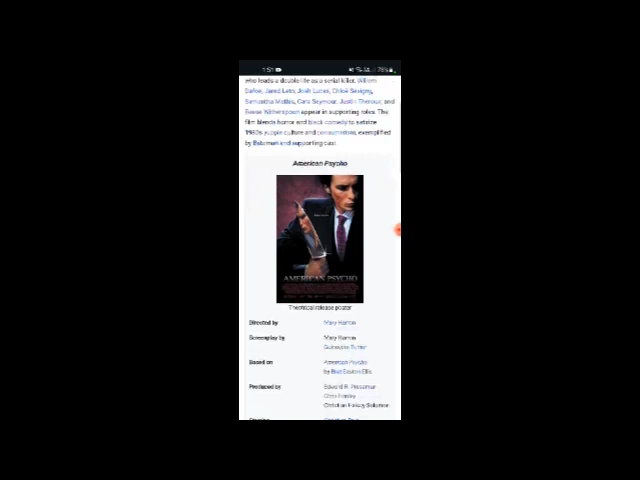 1:51
75%
who leads a double life as a serial killer. Willem
Dafoe, Jared Leto, Josh Lucas, Chloë Sevigny,
Samantha Mathis, Cara Seymour, Justin Theroux, and
Reese Witherspoon appear in supporting roles. The
film blends horror and black comedy to satirize
1980s yuppie culture and consumerism, exemplified
by Bateman and supporting cast.
American Psycho
AMERICAN PSYCHO
Theatrical release poster
Directed by Mary Harron
Screenplay by Mary Harron
Guinevere Turner
Based on American Psycho
by Bret Easton Ellis
Produced by Edward R. Pressman
Chris Hanley
Christian Halsey Solomon